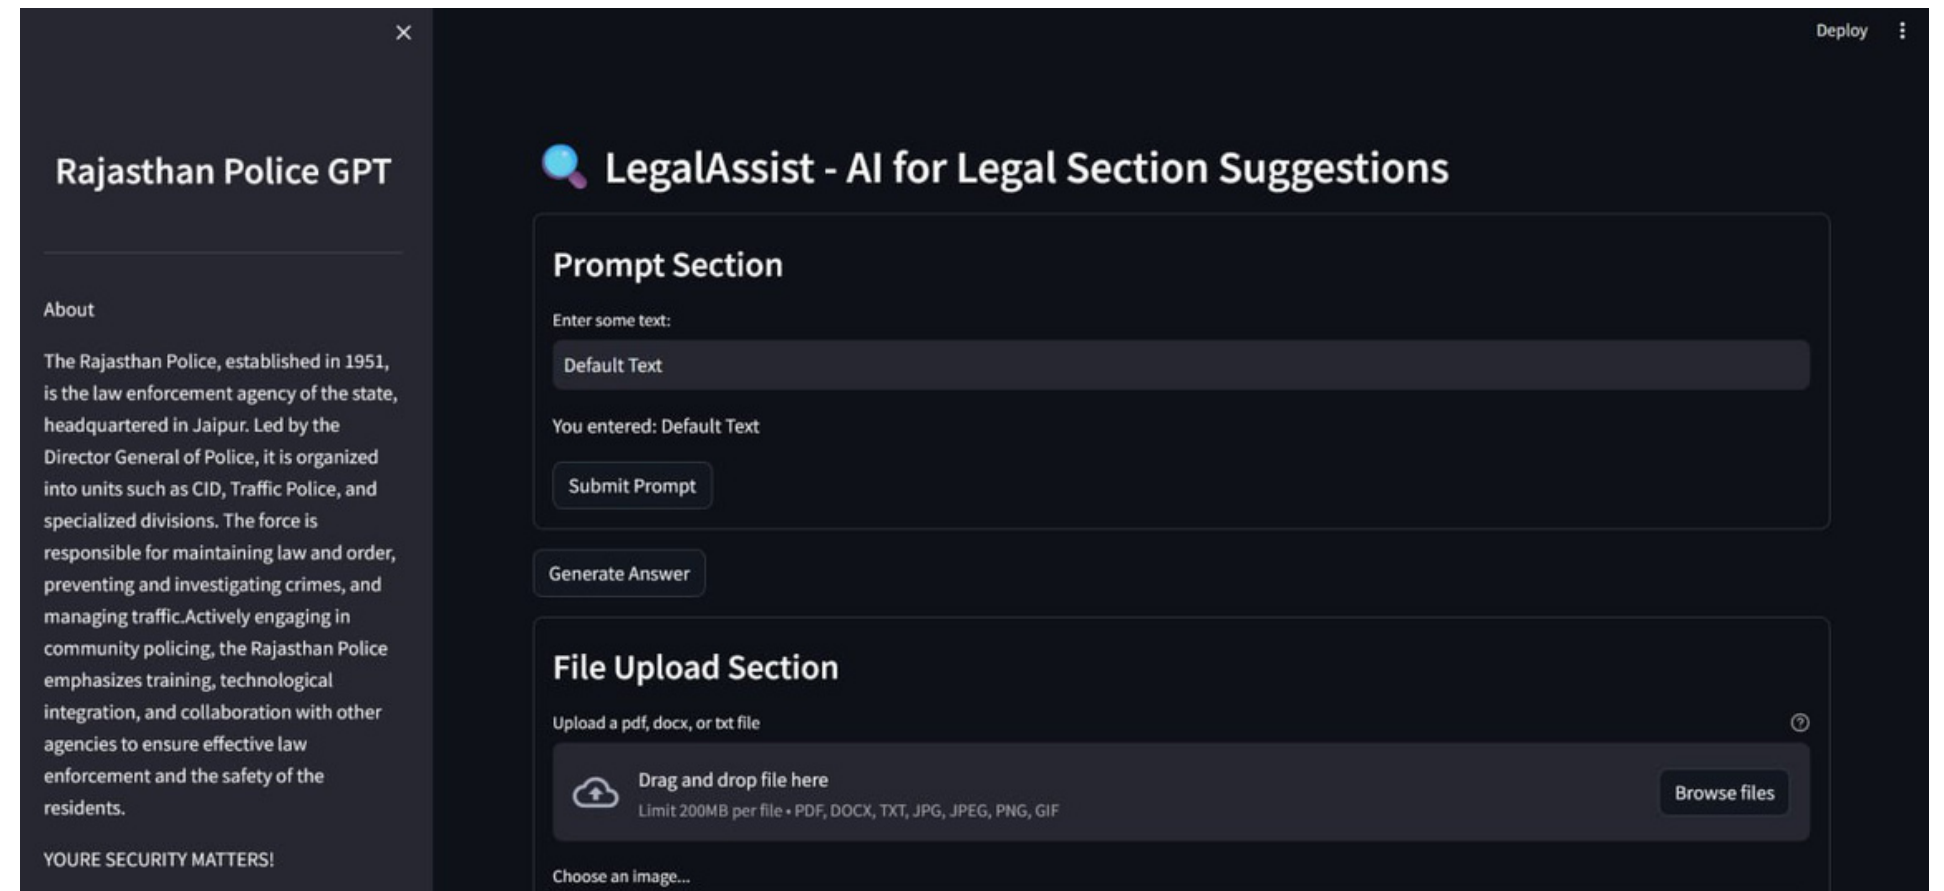 Deploy
Rajasthan Police GPT
About
The Rajasthan Police, established in 1951,
is the law enforcement agency of the state,
headquartered in Jaipur. Led by the
Director General of Police, it is organized
into units such as CID, Traffic Police, and
specialized divisions. The force is
responsible for maintaining law and order,
preventing and investigating crimes, and
managing traffic.Actively engaging in
community policing, the Rajasthan Police
emphasizes training, technological
integration, and collaboration with other
agencies to ensure effective law
enforcement and the safety of the
residents.
YOURE SECURITY MATTERS!
LegalAssist - AI for Legal Section Suggestions
Prompt Section
Enter some text:
Default Text
You entered: Default Text
Submit Prompt
Generate Answer
File Upload Section
Upload a pdf, docx, or txt file
Drag and drop file here
Limit 200MB per file • PDF, DOCX, TXT, JPG, JPEG, PNG, GIF
Browse files
Choose an image...